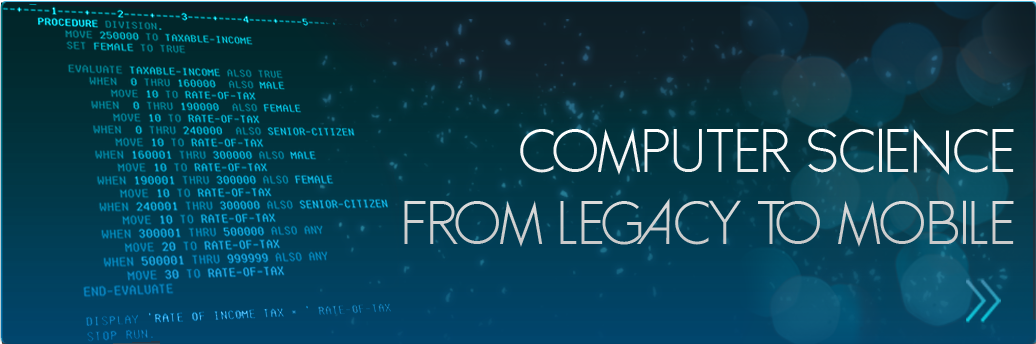 --+----1----+----2----+----3----+----4----+----5----
PROCEDURE DIVISION.
MOVE 250000 TO TAXABLE-INCOME
SET FEMALE TO TRUE
EVALUATE TAXABLE-INCOME ALSO TRUE
WHEN 0 THRU 160000 ALSO MALE
MOVE 10 TO RATE-OF-TAX
WHEN 0 THRU 190000 ALSO FEMALE
MOVE 10 TO RATE-OF-TAX
WHEN 0 THRU 240000 ALSO SENIOR-CITIZEN
MOVE 10 TO RATE-OF-TAX
WHEN 160001 THRU 300000 ALSO MALE
MOVE 10 TO RATE-OF-TAX
WHEN 190001 THRU 300000 ALSO FEMALE
MOVE 10 TO RATE-OF-TAX
WHEN 240001 THRU 300000 ALSO SENIOR-CITIZEN
MOVE 10 TO RATE-OF-TAX
WHEN 300001 THRU 500000 ALSO ANY
MOVE 20 TO RATE-OF-TAX
WHEN 500001 THRU 999999 ALSO ANY
MOVE 30 TO RATE-OF-TAX
END-EVALUATE
DISPLAY 'RATE OF INCOME TAX = ' RATE-OF-TAX
STOP RUN.
COMPUTER SCIENCE
FROM LEGACY TO MOBILE